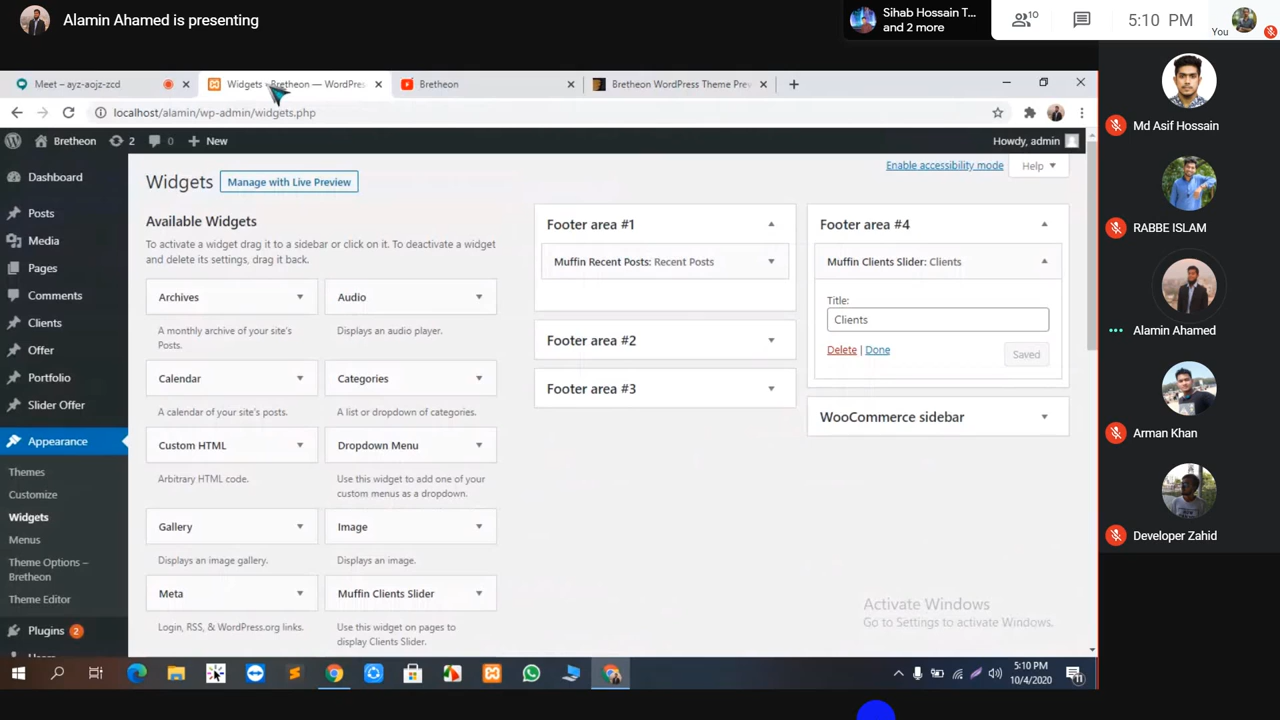 Alamin Ahamed is presenting
Sihab Hossain T...
and 2 more
10
5:10 PM
You
Meet – ayz-aojz-zcd
Widgets ‹ Bretheon — WordPres
Bretheon
Bretheon WordPress Theme Prev
localhost/alamin/wp-admin/widgets.php
Bretheon
2
0
New
Howdy, admin
Dashboard
Posts
Media
Pages
Comments
Clients
Offer
Portfolio
Slider Offer
Appearance
Themes
Customize
Widgets
Menus
Theme Options –
Bretheon
Theme Editor
Plugins 2
Widgets
Manage with Live Preview
Enable accessibility mode
Help
Available Widgets
To activate a widget drag it to a sidebar or click on it. To deactivate a widget
and delete its settings, drag it back.
Archives
A monthly archive of your site's
Posts.
Audio
Displays an audio player.
Calendar
A calendar of your site's posts.
Categories
A list or dropdown of categories.
Custom HTML
Arbitrary HTML code.
Dropdown Menu
Use this widget to add one of your
custom menus as a dropdown.
Gallery
Displays an image gallery.
Image
Displays an image.
Meta
Login, RSS, & WordPress.org links.
Muffin Clients Slider
Use this widget on pages to
display Clients Slider.
Footer area #1
Muffin Recent Posts: Recent Posts
Footer area #2
Footer area #3
Footer area #4
Muffin Clients Slider: Clients
Title:
Clients
Delete | Done
Saved
WooCommerce sidebar
Activate Windows
Go to Settings to activate Windows.
5:10 PM
10/4/2020
11
Md Asif Hossain
RABBE ISLAM
Alamin Ahamed
Arman Khan
Developer Zahid